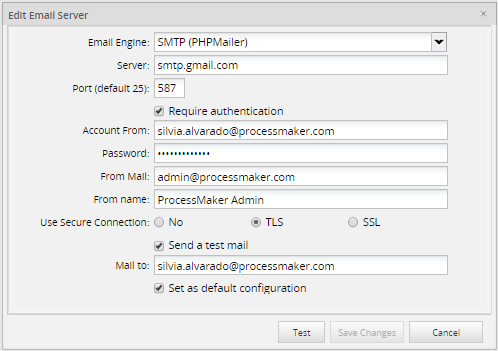 Edit Email Server ×
Email Engine: SMTP (PHPMailer)
Server: smtp.gmail.com
Port (default 25): 587
Require authentication
Account From: silvia.alvarado@processmaker.com
Password: •••••••••••••
From Mail: admin@processmaker.com
From name: ProcessMaker Admin
Use Secure Connection: No TLS SSL
Send a test mail
Mail to: silvia.alvarado@processmaker.com
Set as default configuration
Test Save Changes Cancel